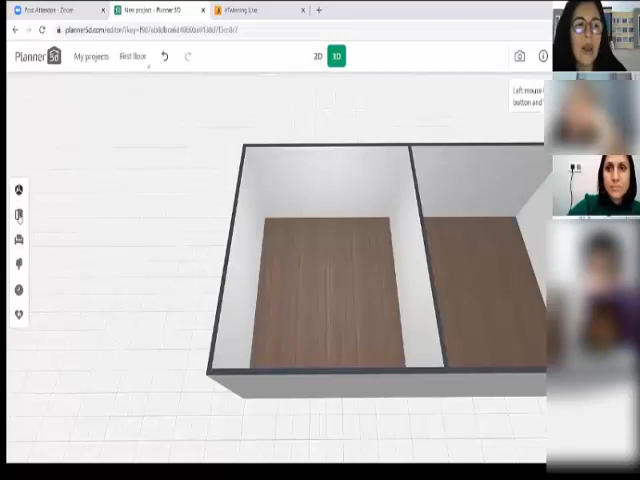 Post Attendee - Zoom
New project - Planner 5D
eTwinning Live
planner5d.com/editor/?key=
Planner 5d
My projects
First floor
2D
3D
Left mouse
button and